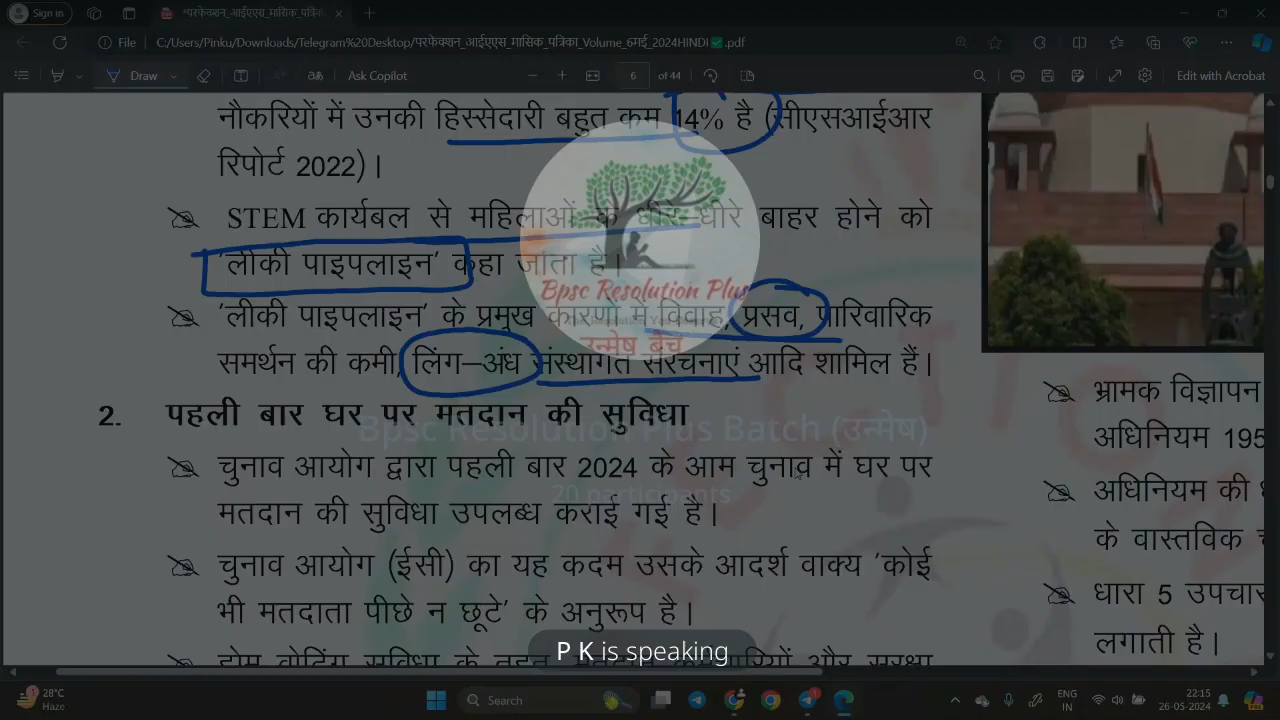 Sign in
*परफेक्शन_आईएएस_मासिक_पत्रिका
File C:/Users/Pinku/Downloads/Telegram%20Desktop/परफेक्शन_आईएएस_मासिक_पत्रिका_Volume_6मई_2024HINDI✅.pdf
Draw
Ask Copilot
6 of 44
Edit with Acrobat
नौकरियों में उनकी हिस्सेदारी बहुत कम 14% है (सीएसआईआर
रिपोर्ट 2022)।
STEM कार्यबल से महिलाओं के धीरे धीरे बाहर होने को
'लीकी पाइपलाइन' कहा जाता है।
'लीकी पाइपलाइन' के प्रमुख कारणों में विवाह, प्रसव, पारिवारिक
समर्थन की कमी, लिंग–अंध संस्थागत संरचनाएं आदि शामिल हैं।
2. पहली बार घर पर मतदान की सुविधा
चुनाव आयोग द्वारा पहली बार 2024 के आम चुनाव में घर पर
मतदान की सुविधा उपलब्ध कराई गई है।
चुनाव आयोग (ईसी) का यह कदम उसके आदर्श वाक्य 'कोई
भी मतदाता पीछे न छूटे' के अनुरूप है।
होम वोटिंग सुविधा के तहत, मतदान और सुरक्षा
भ्रामक विज्ञापन
अधिनियम 195
अधिनियम की
के वास्तविक
धारा 5 उपचार
लगाती है।
Bpsc Resolution Plus
उन्मेष बैच
Bpsc Resolution Plus Batch (उन्मेष)
20 participants
P K is speaking
28°C
Haze
Search
ENG
IN
22:15
26-05-2024